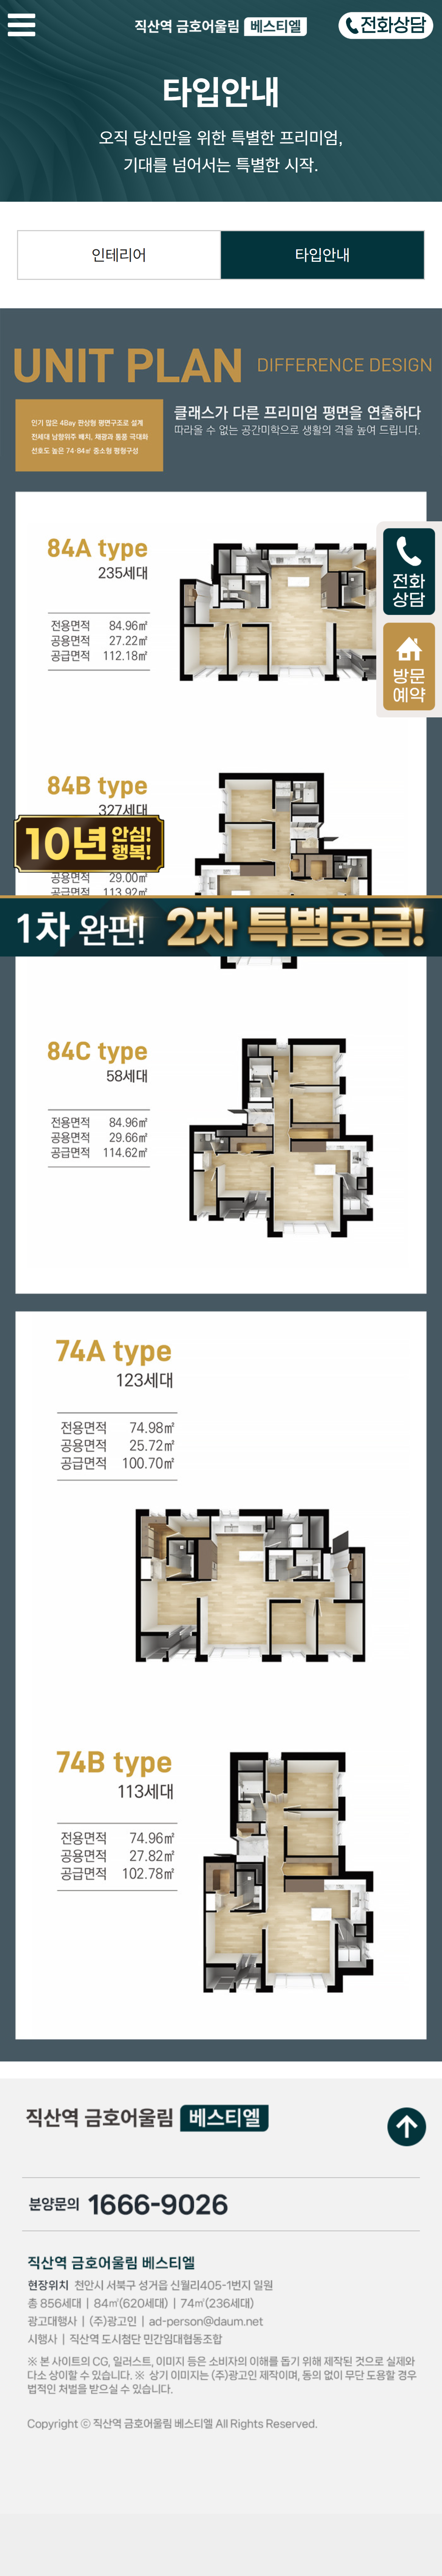 직산역 금호어울림 베스티엘
전화상담
타입안내
오직 당신만을 위한 특별한 프리미엄,
기대를 넘어서는 특별한 시작.
인테리어
타입안내
UNIT PLAN DIFFERENCE DESIGN
인기 많은 4Bay 판상형 평면구조로 설계
전세대 남향위주 배치, 채광과 통풍 극대화
선호도 높은 74·84㎡ 중소형 평형구성
클래스가 다른 프리미엄 평면을 연출하다
따라올 수 없는 공간미학으로 생활의 격을 높여 드립니다.
84A type
235세대
전용면적 84.96㎡
공용면적 27.22㎡
공급면적 112.18㎡
전화
상담
방문
예약
84B type
327세대
10년 안심!
행복!
공용면적 29.00㎡
공급면적 113.92㎡
1차 완판! 2차 특별공급!
84C type
58세대
전용면적 84.96㎡
공용면적 29.66㎡
공급면적 114.62㎡
74A type
123세대
전용면적 74.98㎡
공용면적 25.72㎡
공급면적 100.70㎡
74B type
113세대
전용면적 74.96㎡
공용면적 27.82㎡
공급면적 102.78㎡
직산역 금호어울림 베스티엘
분양문의 1666-9026
직산역 금호어울림 베스티엘
현장위치 천안시 서북구 성거읍 신월리405-1번지 일원
총 856세대 | 84㎡(620세대) | 74㎡(236세대)
광고대행사 | (주)광고인 | ad-person@daum.net
시행사 | 직산역 도시첨단 민간임대협동조합
※ 본 사이트의 CG, 일러스트, 이미지 등은 소비자의 이해를 돕기 위해 제작된 것으로 실제와
다소 상이할 수 있습니다. ※ 상기 이미지는 (주)광고인 제작이며, 동의 없이 무단 도용할 경우
법적인 처벌을 받으실 수 있습니다.
Copyright ⓒ 직산역 금호어울림 베스티엘 All Rights Reserved.